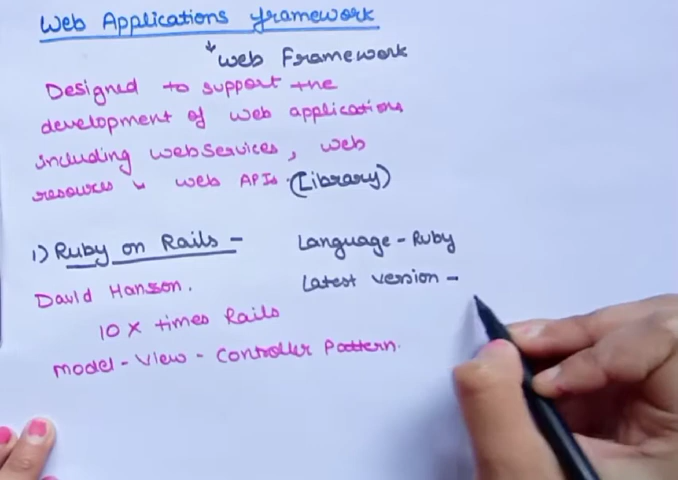 Web Applications framework
web Framework
Designed to support the
development of web applications
including webservices, web
resources & web APIs. (Library)
1) Ruby on Rails - Language - Ruby
David Hanson. Latest version -
10 X times Rails
Model - View - Controller Pattern.